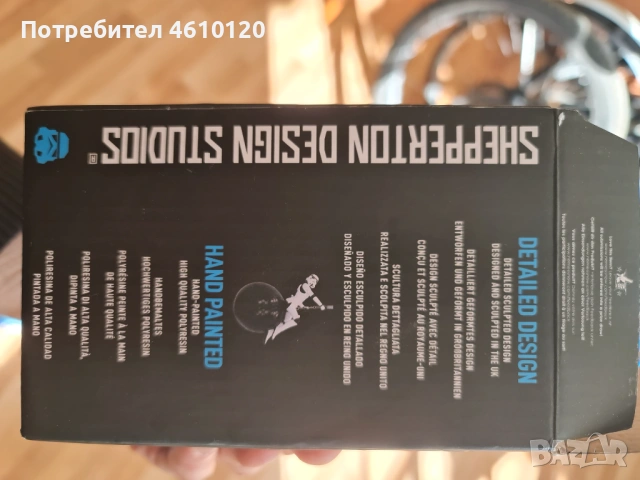 Потребител 4610120
SHEPPERTON DESIGN STUDIOS
DETAILED DESIGN
DETAILED SCULPTED DESIGN
DESIGNED AND SCULPTED IN THE UK
DETAILLIERT GEFORMTES DESIGN
ENTWORFEN UND GEFORMT IN GROßBRITANNIEN
DESIGN SCULPTÉ AVEC DÉTAIL
CONÇU ET SCULPTÉ AU ROYAUME-UNI
SCULTURA DETTAGLIATA
REALIZZATA E SCOLPITA NEL REGNO UNITO
DISEÑO ESCULPIDO DETALLADO
DISEÑADO Y ESCULPIDO EN REINO UNIDO
HAND PAINTED
HAND-PAINTED
HIGH QUALITY POLYRESIN
HANDBEMALTES
HOCHWERTIGES POLYRESIN
POLYRÉSINE PEINTE À LA MAIN
DE HAUTE QUALITÉ
POLIRESINA DI ALTA QUALITÀ,
DIPINTA A MANO
POLIRESINA DE ALTA CALIDAD
PINTADA A MANO
BAZAR